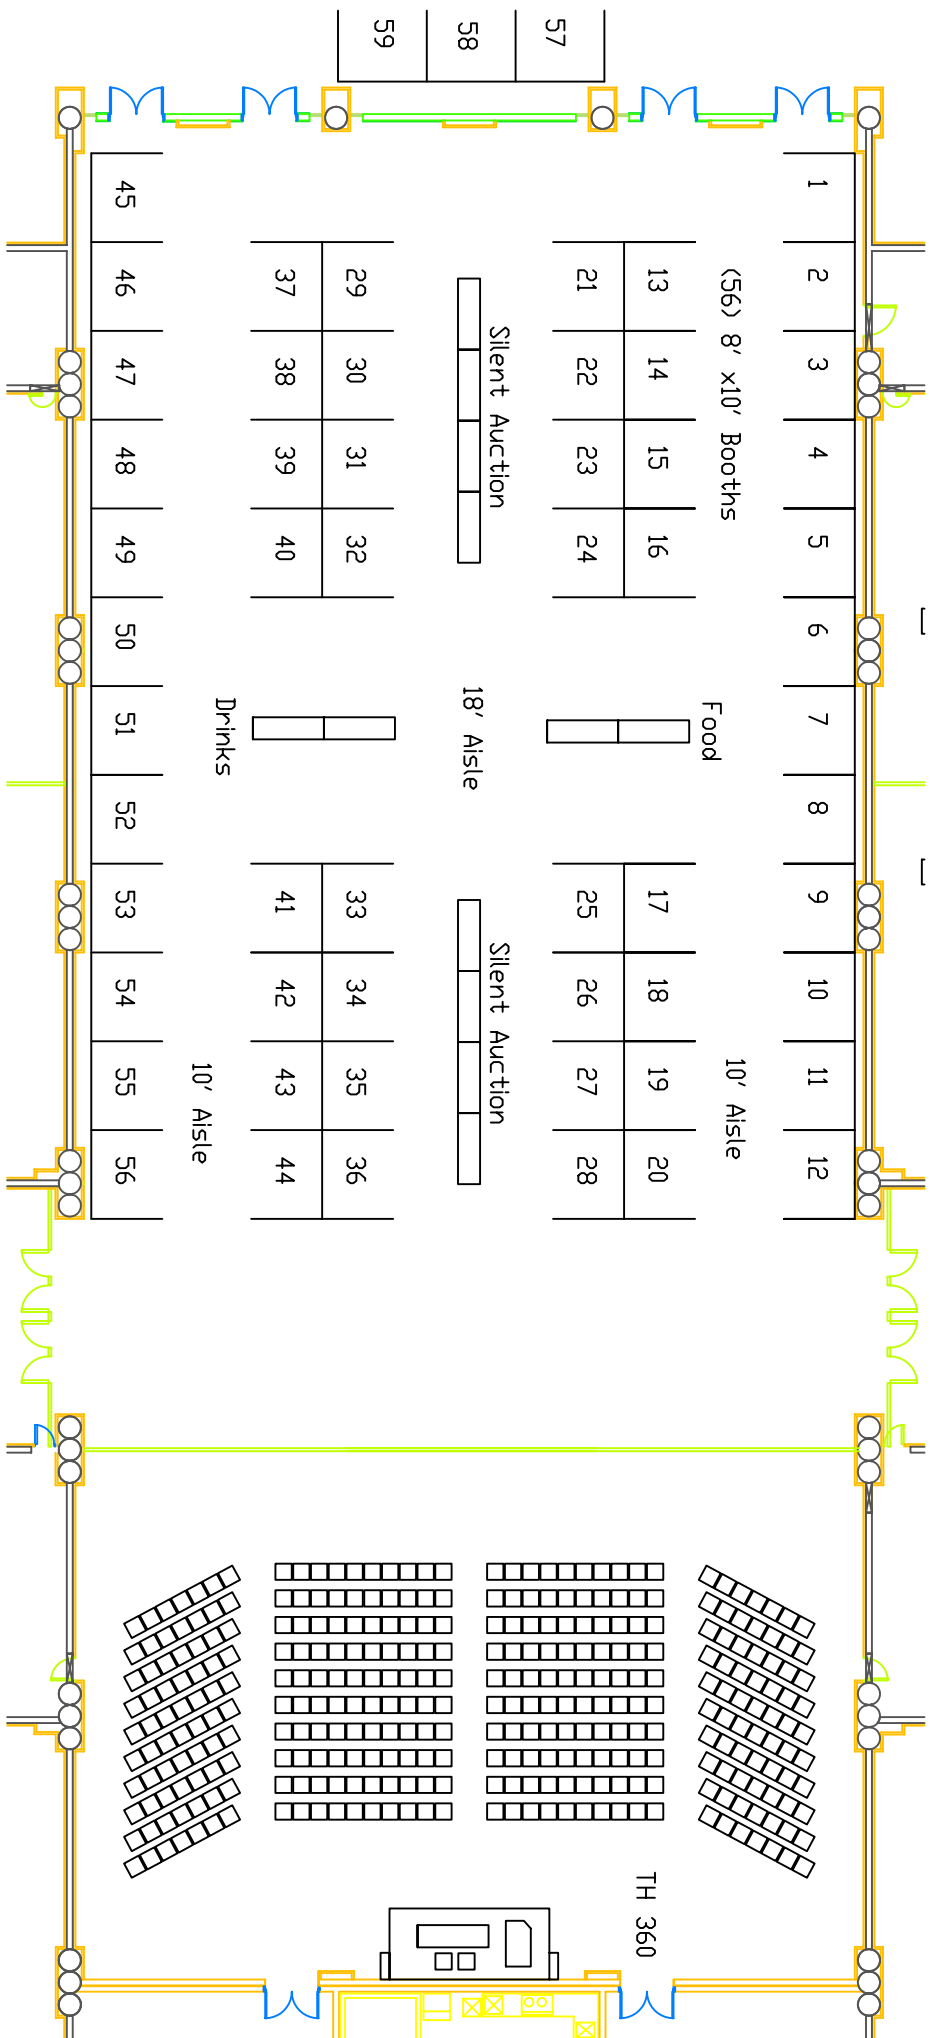 1 2 3 4 5 6 7 8 9 10 11 12
(56) 8' x10' Booths
10' Aisle
Food
13 14 15 16 17 18 19 20
TH 360
21 22 23 24 25 26 27 28
57
Silent Auction
Silent Auction
18' Aisle
58
59
29 30 31 32 33 34 35 36
37 38 39 40 41 42 43 44
Drinks
10' Aisle
45 46 47 48 49 50 51 52 53 54 55 56